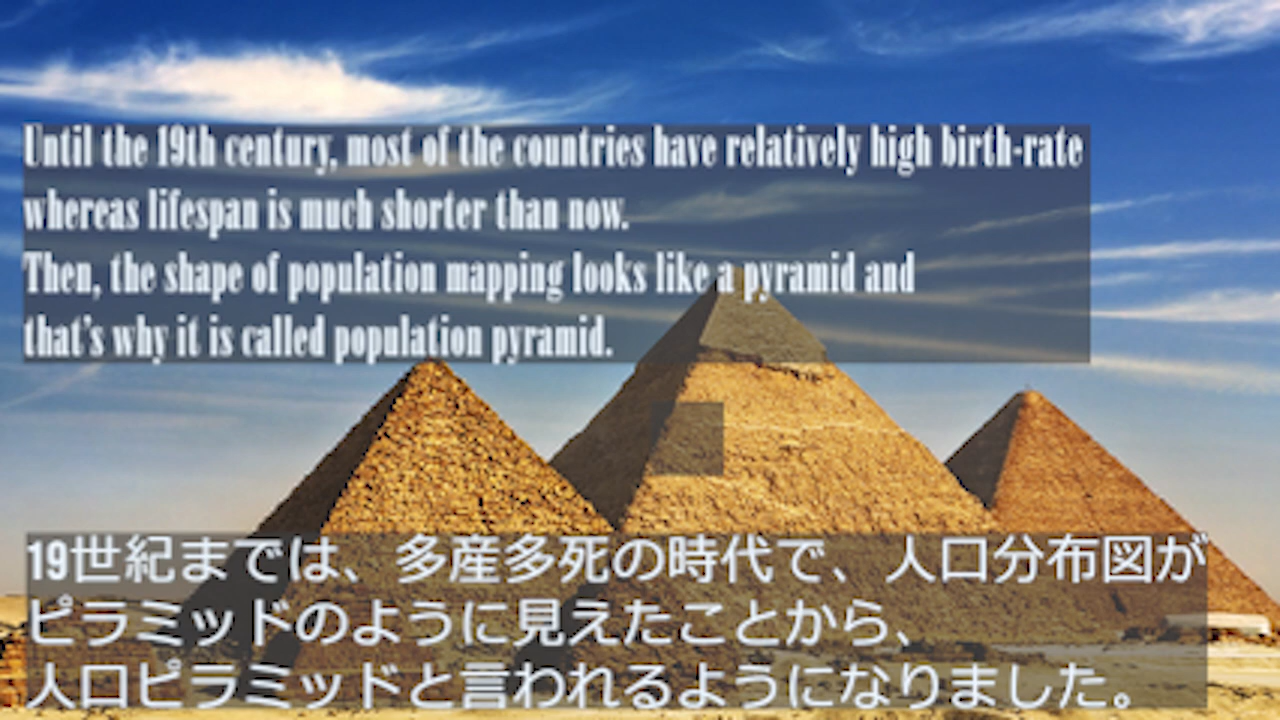 Until the 19th century, most of the countries have relatively high birth-rate
whereas lifespan is much shorter than now.
Then, the shape of population mapping looks like a pyramid and
that's why it is called population pyramid.
19世紀までは、多産多死の時代で、人口分布図が
ピラミッドのように見えたことから、
人口ピラミッドと言われるようになりました。